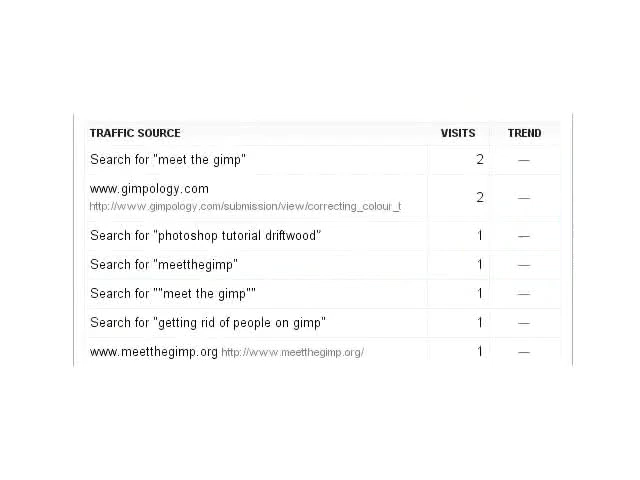 TRAFFIC SOURCE VISITS TREND
Search for "meet the gimp" 2 —
www.gimpology.com
http://www.gimpology.com/submission/view/correcting_colour_t 2 —
Search for "photoshop tutorial driftwood" 1 —
Search for "meetthegimp" 1 —
Search for ""meet the gimp"" 1 —
Search for "getting rid of people on gimp" 1 —
www.meetthegimp.org http://www.meetthegimp.org/ 1 —